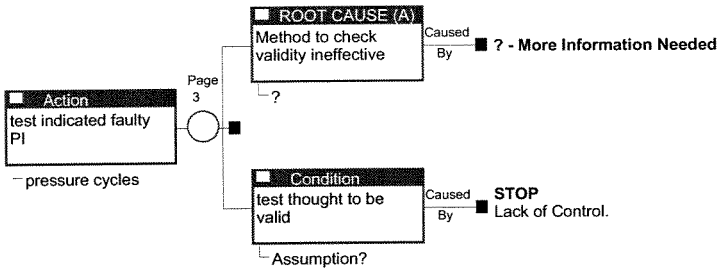 ROOT CAUSE (A)
Method to check
validity ineffective
?
Caused
By
? - More Information Needed
Page
3
Action
test indicated faulty
PI
pressure cycles
Condition
test thought to be
valid
Assumption?
Caused
By
STOP
Lack of Control.